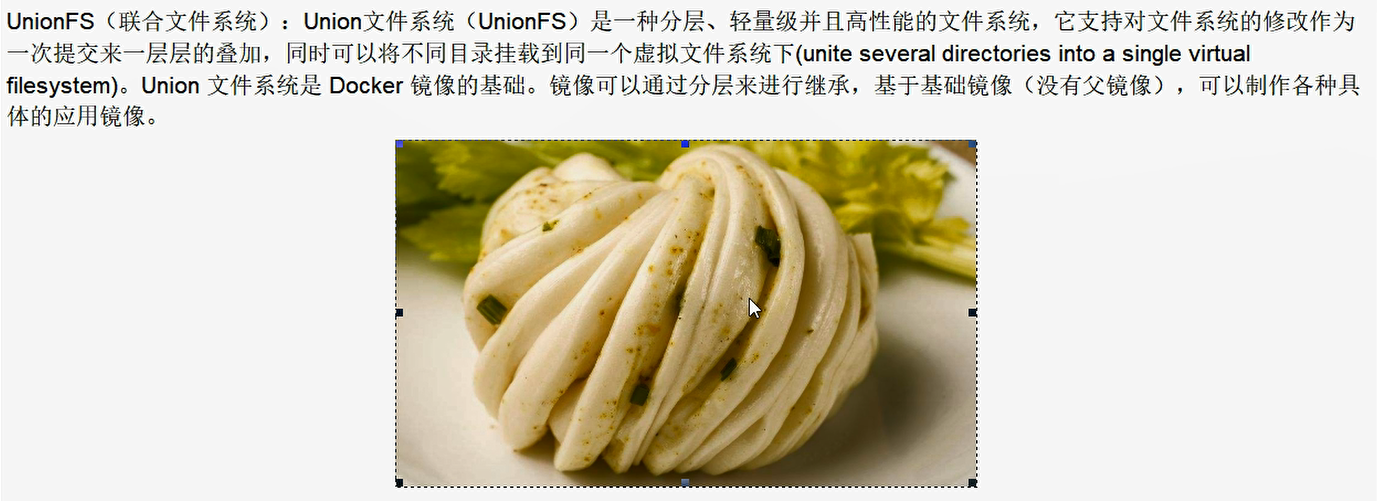 UnionFS（联合文件系统）：Union文件系统（UnionFS）是一种分层、轻量级并且高性能的文件系统，它支持对文件系统的修改作为
一次提交来一层层的叠加，同时可以将不同目录挂载到同一个虚拟文件系统下(unite several directories into a single virtual
filesystem)。Union 文件系统是 Docker 镜像的基础。镜像可以通过分层来进行继承，基于基础镜像（没有父镜像），可以制作各种具
体的应用镜像。